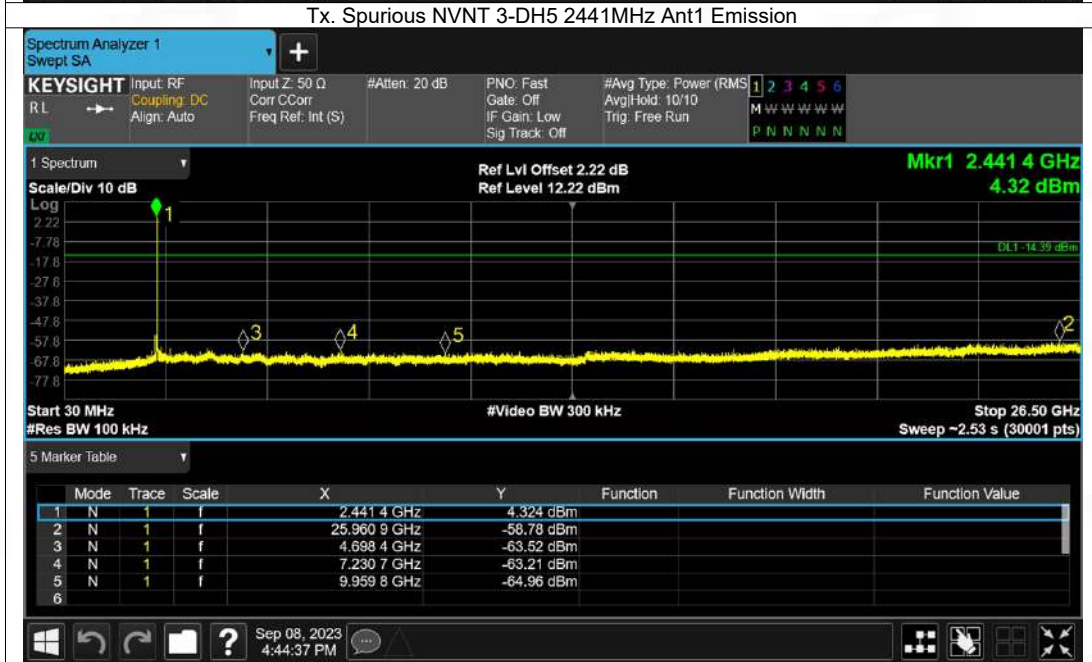 Tx. Spurious NVNT 3-DH5 2441MHz Ant1 Emission
Spectrum Analyzer 1
Swept SA
+
KEYSIGHT Input: RF Input Z: 50 Ω #Atten: 20 dB PNO: Fast #Avg Type: Power (RMS 1 2 3 4 5 6
RL Coupling: DC Corr CCorr Gate: Off Avg|Hold: 10/10 M W W W W W
Align: Auto Freq Ref: Int (S) IF Gain: Low Trig: Free Run
LXI Sig Track: Off P N N N N N
1 Spectrum Ref Lvl Offset 2.22 dB Mkr1 2.441 4 GHz
Scale/Div 10 dB Ref Level 12.22 dBm 4.32 dBm
Log
1
2.22
-7.78
DL1 -14.39 dBm
-17.8
-27.6
-37.8
-47.8
3 4 5 2
-57.8
-67.8
-77.8
Start 30 MHz #Video BW 300 kHz Stop 26.50 GHz
#Res BW 100 kHz Sweep ~2.53 s (30001 pts)
5 Marker Table
Mode Trace Scale X Y Function Function Width Function Value
1 N 1 f 2.441 4 GHz 4.324 dBm
2 N 1 f 25.960 9 GHz -58.78 dBm
3 N 1 f 4.698 4 GHz -63.52 dBm
4 N 1 f 7.230 7 GHz -63.21 dBm
5 N 1 f 9.959 8 GHz -64.96 dBm
6
? Sep 08, 2023
4:44:37 PM